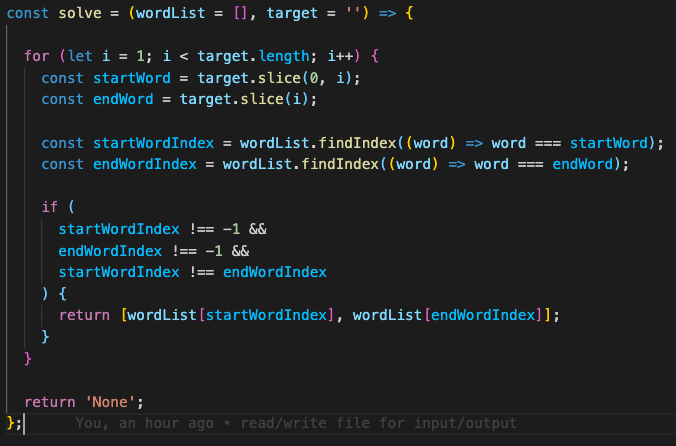 const solve = (wordList = [], target = '') => {
for (let i = 1; i < target.length; i++) {
const startWord = target.slice(0, i);
const endWord = target.slice(i);
const startWordIndex = wordList.findIndex((word) => word === startWord);
const endWordIndex = wordList.findIndex((word) => word === endWord);
if (
startWordIndex !== -1 &&
endWordIndex !== -1 &&
startWordIndex !== endWordIndex
) {
return [wordList[startWordIndex], wordList[endWordIndex]];
}
}
return 'None';
}; You, an hour ago • read/write file for input/output